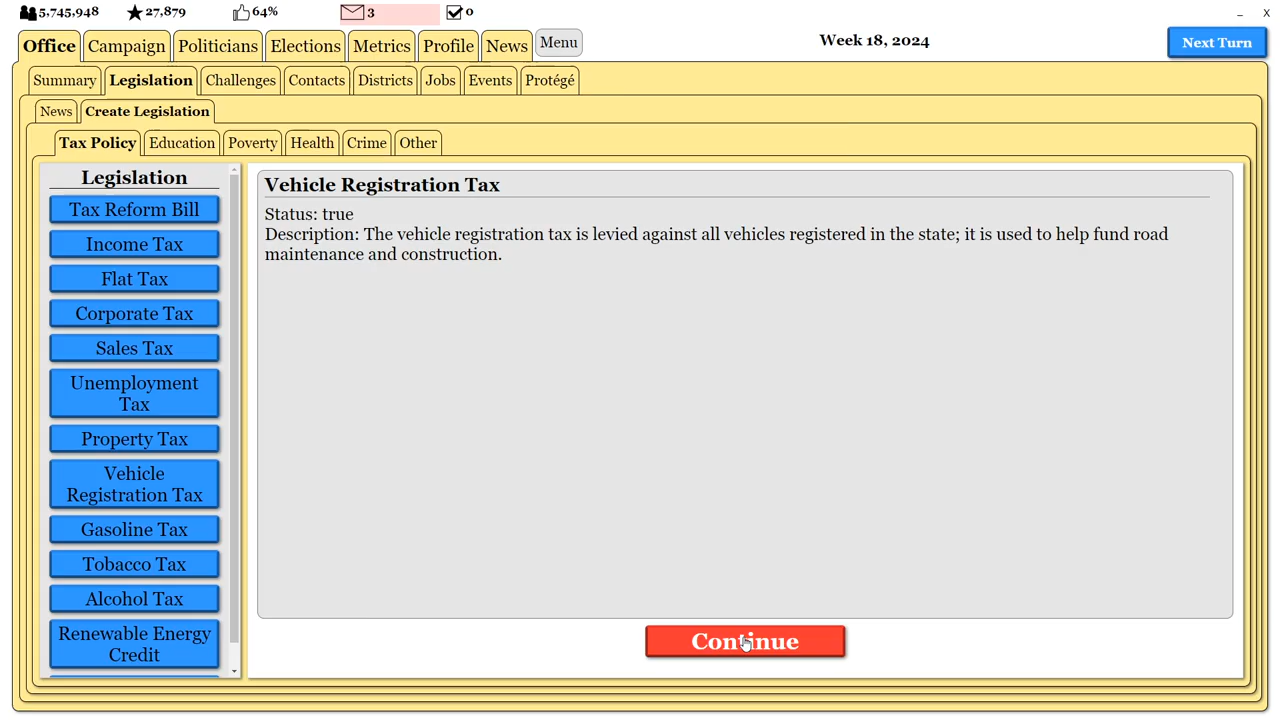 5,745,948 27,879 64% 3 0
_ X
Office Campaign Politicians Elections Metrics Profile News Menu
Week 18, 2024
Next Turn
Summary Legislation Challenges Contacts Districts Jobs Events Protégé
News Create Legislation
Tax Policy Education Poverty Health Crime Other
Legislation
Tax Reform Bill
Income Tax
Flat Tax
Corporate Tax
Sales Tax
Unemployment
Tax
Property Tax
Vehicle
Registration Tax
Gasoline Tax
Tobacco Tax
Alcohol Tax
Renewable Energy
Credit
Vehicle Registration Tax
Status: true
Description: The vehicle registration tax is levied against all vehicles registered in the state; it is used to help fund road
maintenance and construction.
Continue